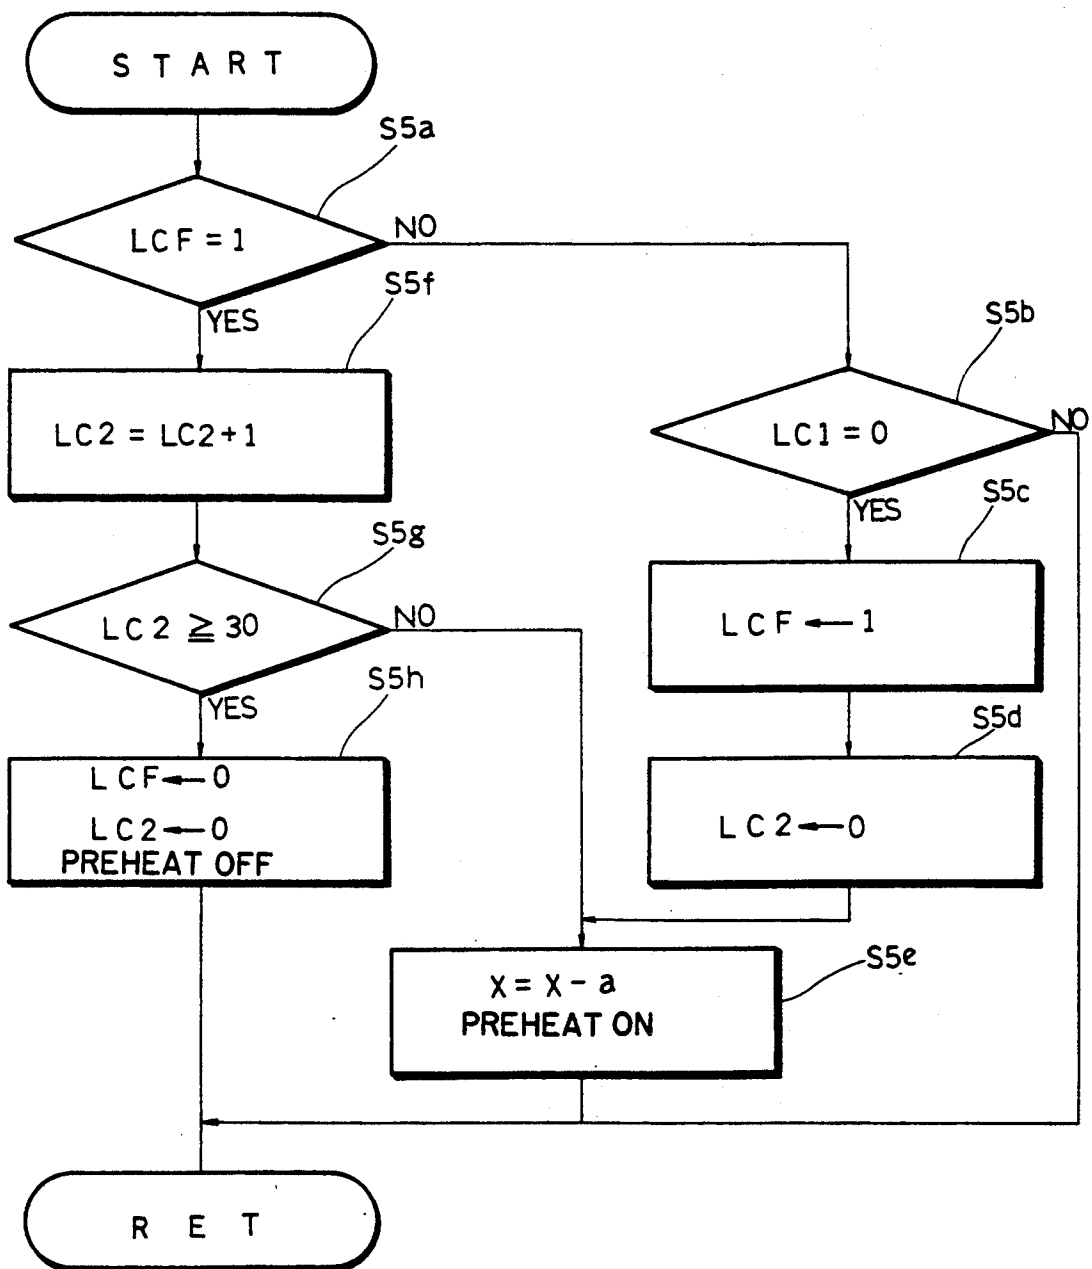 START
S5a
LCF = 1
NO
YES
S5f
LC2 = LC2+1
S5b
LC1 = 0
NO
YES
S5c
LCF ← 1
S5g
LC2 ≧ 30
NO
YES
S5h
LCF ← 0
LC2 ← 0
PREHEAT OFF
S5d
LC2 ← 0
S5e
X = X - a
PREHEAT ON
RET